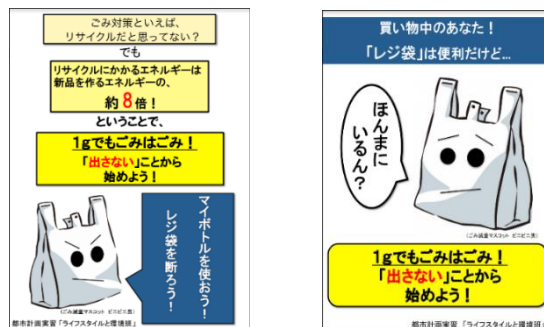 ごみ対策といえば、
リサイクルだと思ってない？
でも
リサイクルにかかるエネルギーは
新品を作るエネルギーの、
約８倍！
ということで、
1gでもごみはごみ！
「出さない」ことから
始めよう！
マイボトルを使おう！
レジ袋を断ろう！
都市計画実習「ライフスタイルと環境班」
買い物中のあなた！
「レジ袋」は便利だけど…
ほんまに
いるん？
1gでもごみはごみ！
「出さない」ことから
始めよう！
都市計画実習「ライフスタイルと環境班」